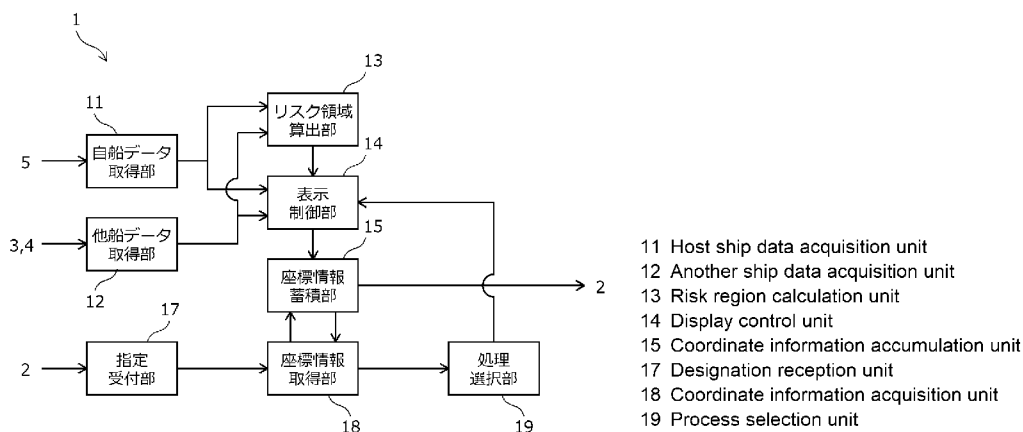 1
13
リスク領域
算出部
11
自船データ
取得部
5
14
表示
制御部
3,4
他船データ
取得部
12
15
座標情報
蓄積部
2
17
2
指定
受付部
座標情報
取得部
18
処理
選択部
19
11 Host ship data acquisition unit
12 Another ship data acquisition unit
13 Risk region calculation unit
14 Display control unit
15 Coordinate information accumulation unit
17 Designation reception unit
18 Coordinate information acquisition unit
19 Process selection unit